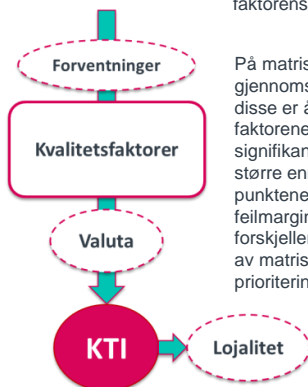 faktorens
Forventninger
Kvalitetsfaktorer
Valuta
KTI
Lojalitet
På matris
gjennoms
disse er å
faktorene
signifikan
større en
punktene
feilmargin
forskjeller
av matris
prioriterin